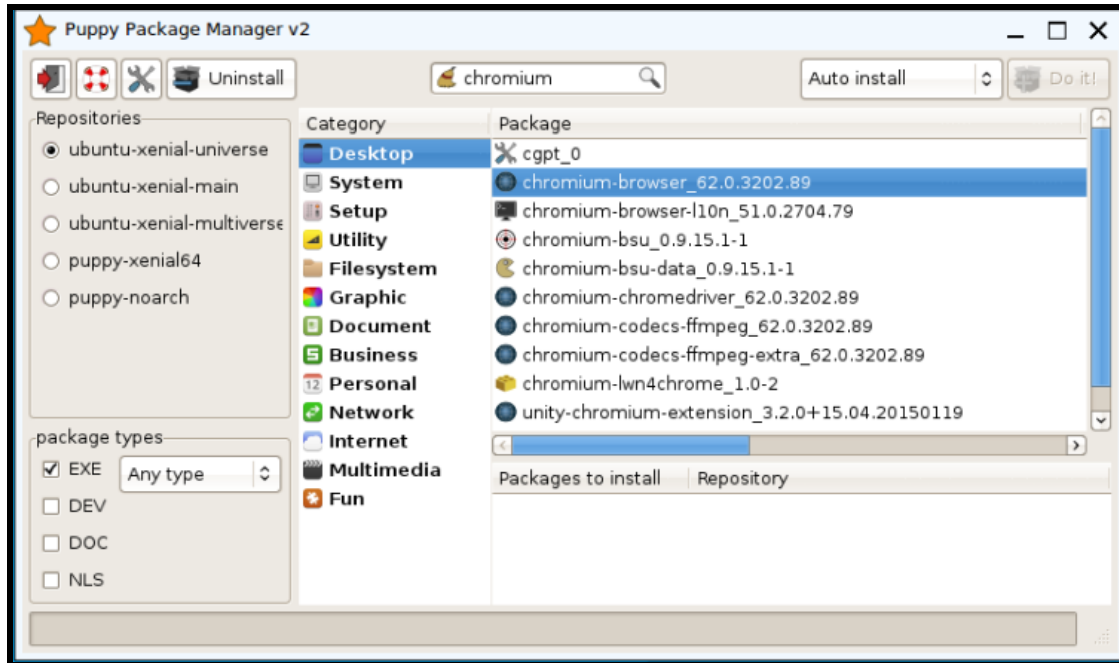 Puppy Package Manager v2
Uninstall
chromium
Auto install
Do it!
Repositories
ubuntu-xenial-universe
ubuntu-xenial-main
ubuntu-xenial-multiverse
puppy-xenial64
puppy-noarch
package types
EXE
Any type
DEV
DOC
NLS
Category
Desktop
System
Setup
Utility
Filesystem
Graphic
Document
Business
12 Personal
Network
Internet
Multimedia
Fun
Package
cgpt_0
chromium-browser_62.0.3202.89
chromium-browser-l10n_51.0.2704.79
chromium-bsu_0.9.15.1-1
chromium-bsu-data_0.9.15.1-1
chromium-chromedriver_62.0.3202.89
chromium-codecs-ffmpeg_62.0.3202.89
chromium-codecs-ffmpeg-extra_62.0.3202.89
chromium-lwn4chrome_1.0-2
unity-chromium-extension_3.2.0+15.04.20150119
Packages to install
Repository